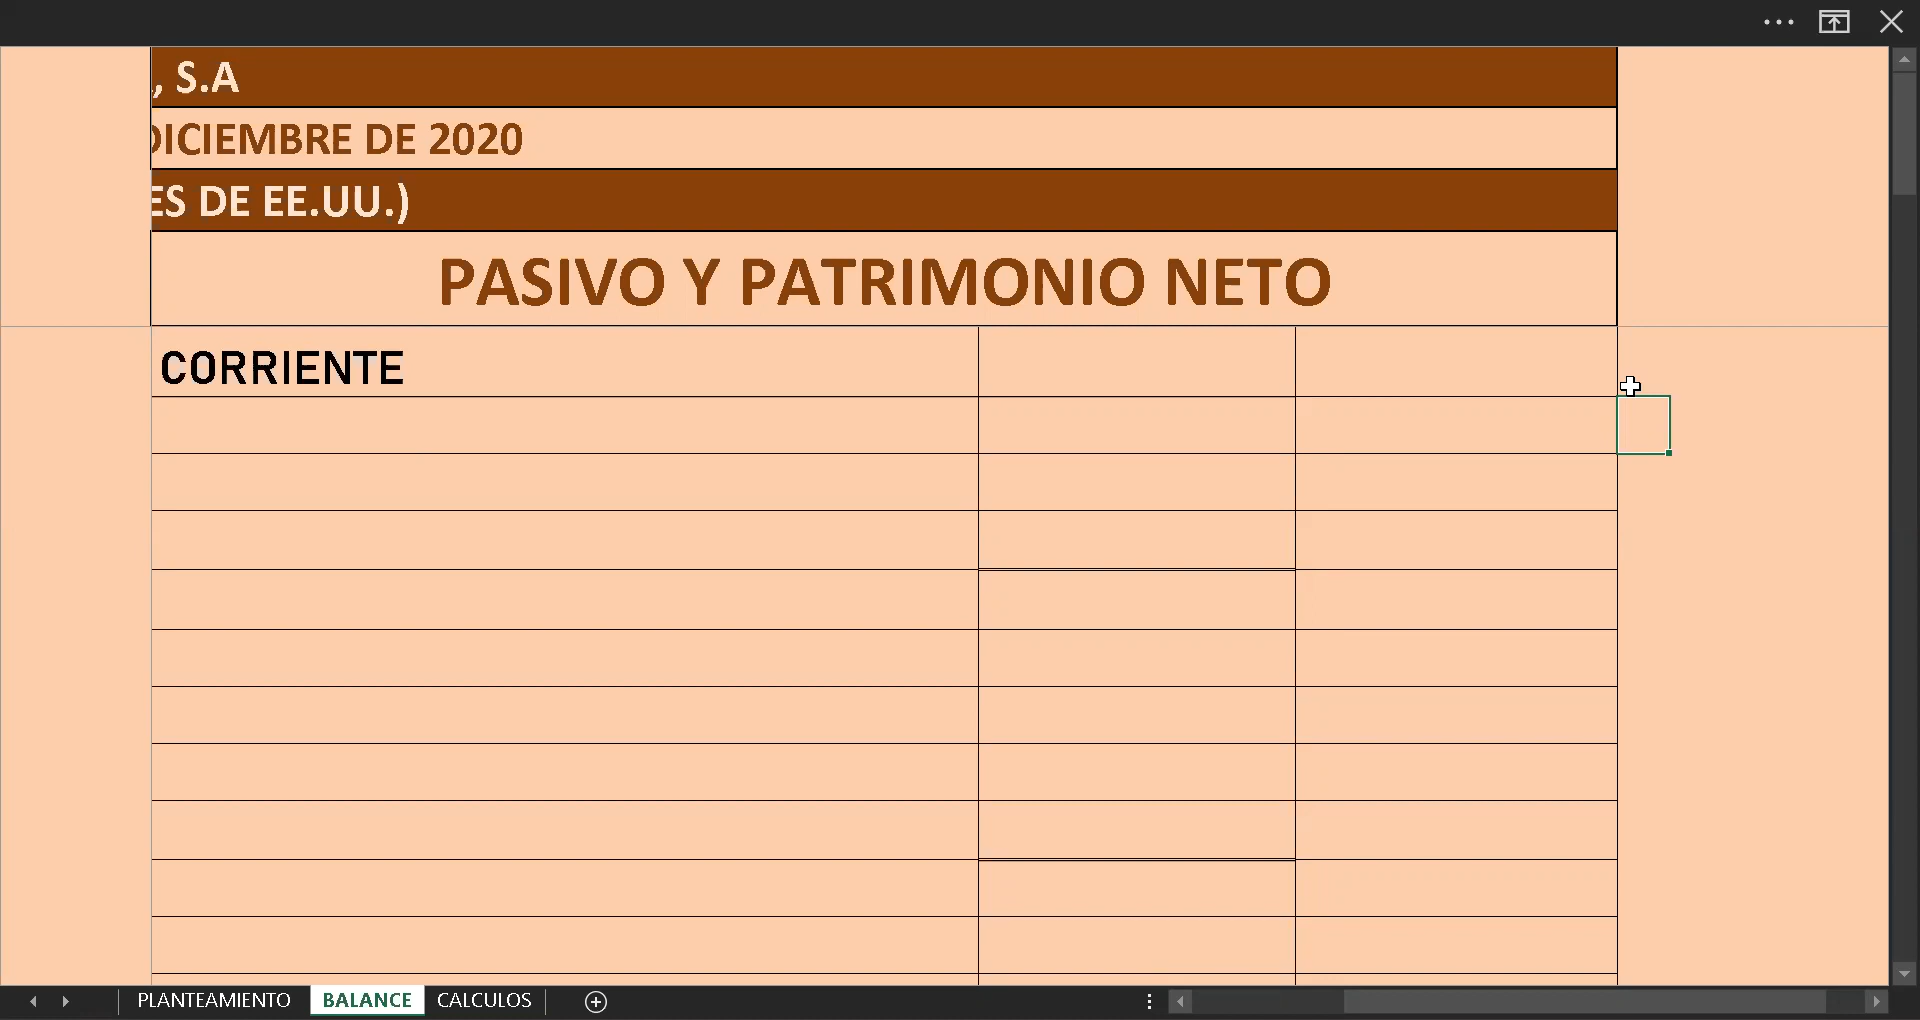 , S.A
DICIEMBRE DE 2020
ES DE EE.UU.)
PASIVO Y PATRIMONIO NETO
CORRIENTE
PLANTEAMIENTO BALANCE CALCULOS